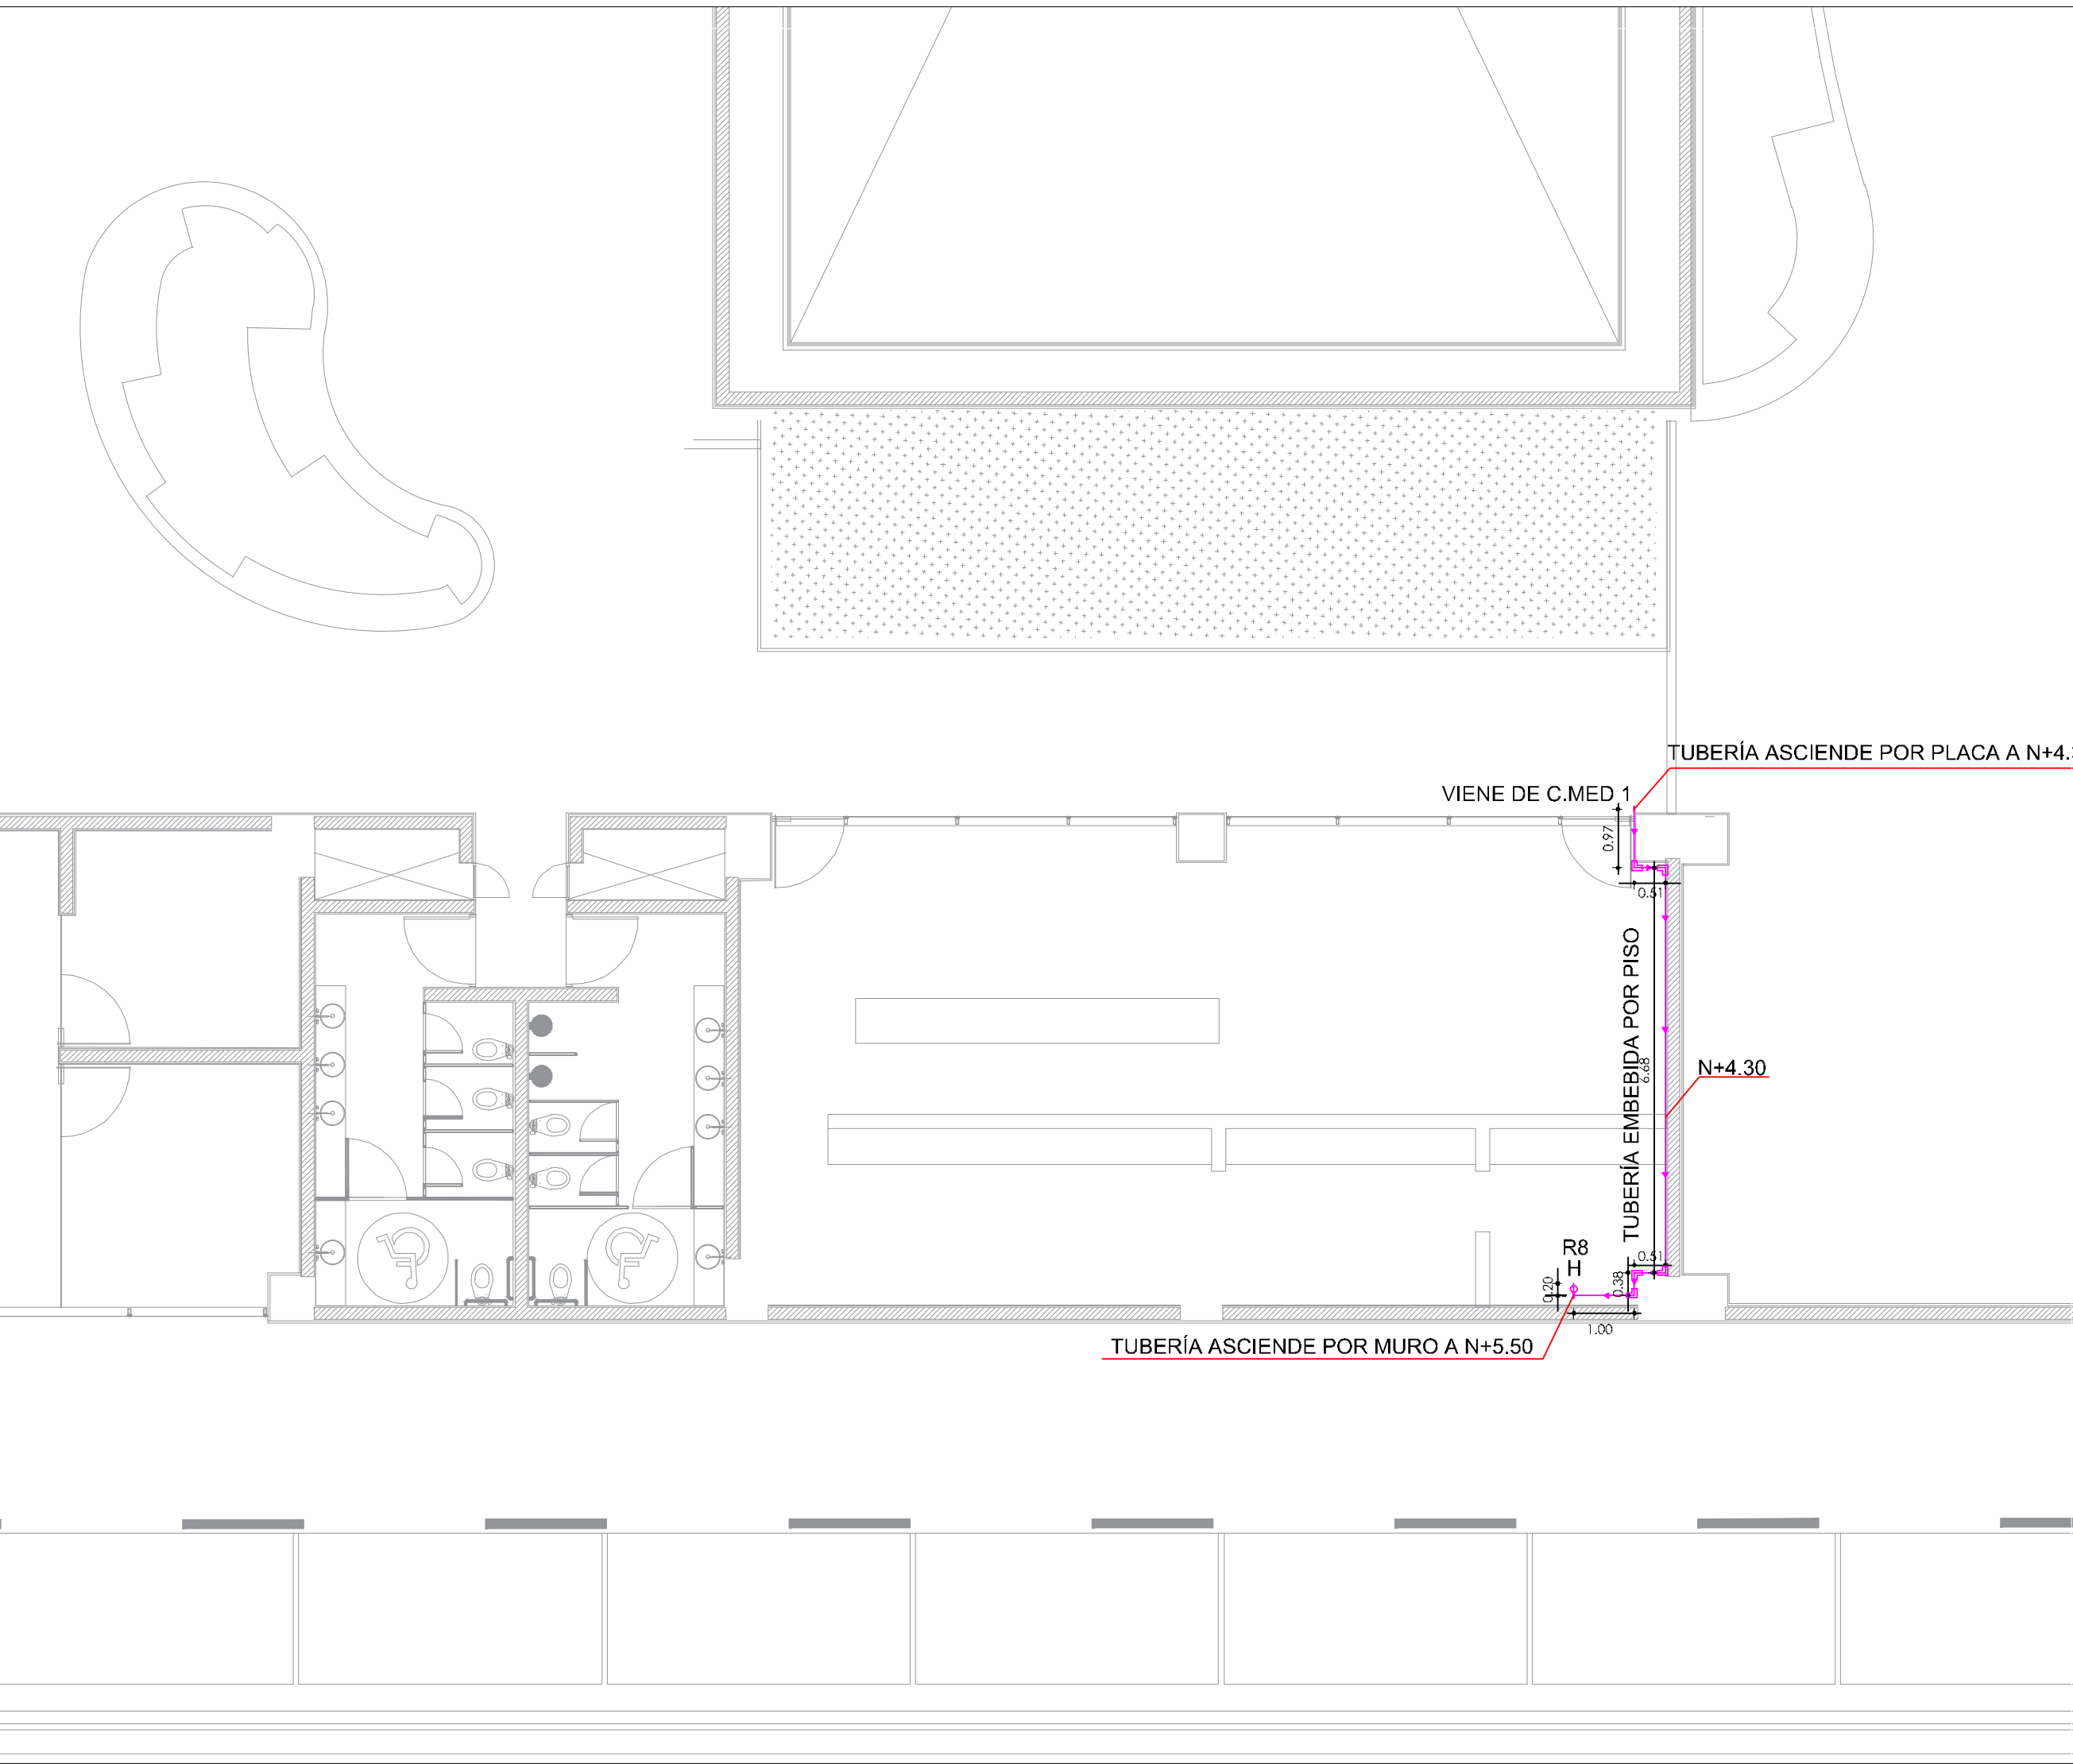 TUBERÍA ASCIENDE POR PLACA A N+4.
VIENE DE C.MED 1
0.97
0.51
TUBERÍA EMBEBIDA POR PISO
6.68
N+4.30
R8
H
0.51
0.38
0.20
1.00
TUBERÍA ASCIENDE POR MURO A N+5.50